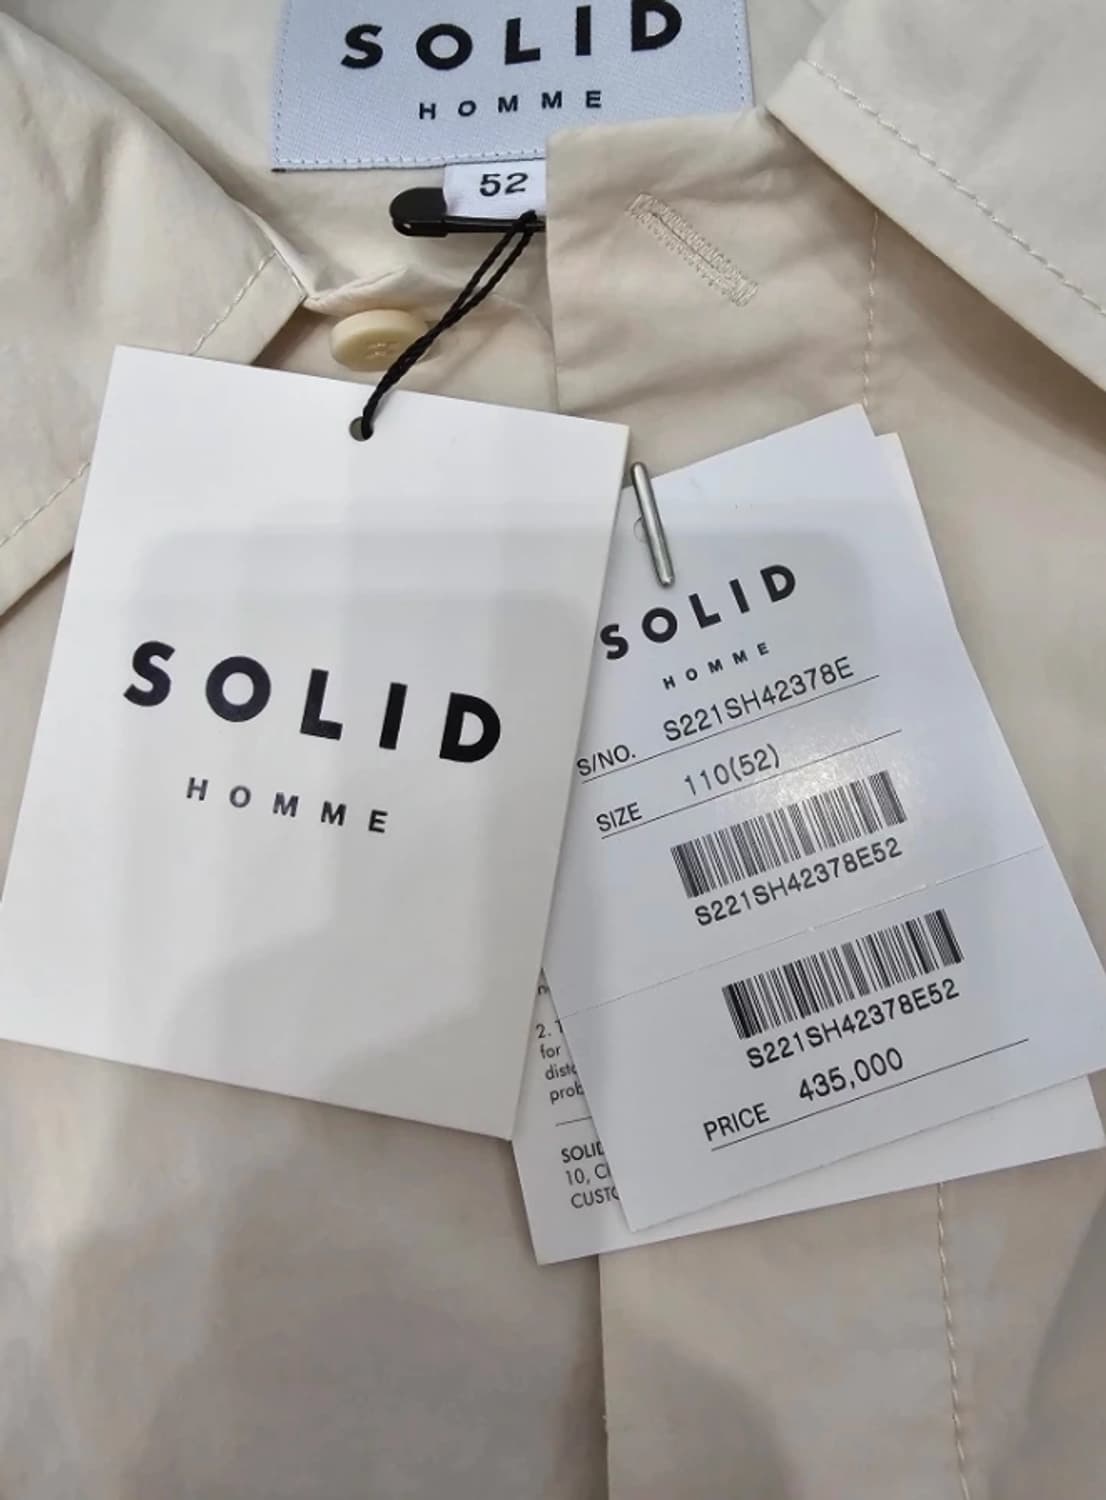 SOLID
HOMME
52
SOLID
HOMME
SOLID
HOMME
S/NO. S221SH42378E
SIZE 110(52)
S221SH42378E52
S221SH42378E52
PRICE 435,000
2.
for
prob
SOLID
10,